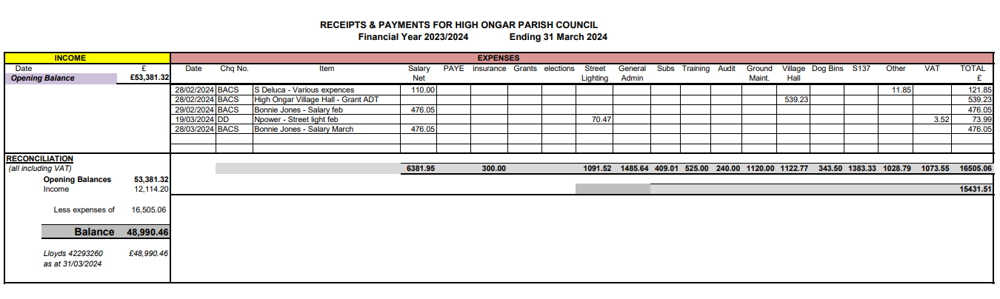 RECEIPTS & PAYMENTS FOR HIGH ONGAR PARISH COUNCIL
Financial Year 2023/2024 Ending 31 March 2024
INCOME EXPENSES
Date £ Date Chq No. Item Salary PAYE insurance Grants elections Street General Subs Training Audit Ground Village Dog Bins S137 Other VAT TOTAL
Opening Balance £53,381.32 Net Lighting Admin Maint. Hall £
28/02/2024 BACS S Deluca - Various expences 110.00 11.85 121.85
28/02/2024 BACS High Ongar Village Hall - Grant ADT 539.23 539.23
29/02/2024 BACS Bonnie Jones - Salary feb 476.05 476.05
19/03/2024 DD Npower - Street light feb 70.47 3.52 73.99
28/03/2024 BACS Bonnie Jones - Salary March 476.05 476.05
RECONCILIATION
(all including VAT) 6381.95 300.00 1091.52 1485.64 409.01 525.00 240.00 1120.00 1122.77 343.50 1383.33 1028.79 1073.55 16505.06
Opening Balances 53,381.32
Income 12,114.20 15431.51
Less expenses of 16,505.06
Balance 48,990.46
Lloyds 42293260 £48,990.46
as at 31/03/2024